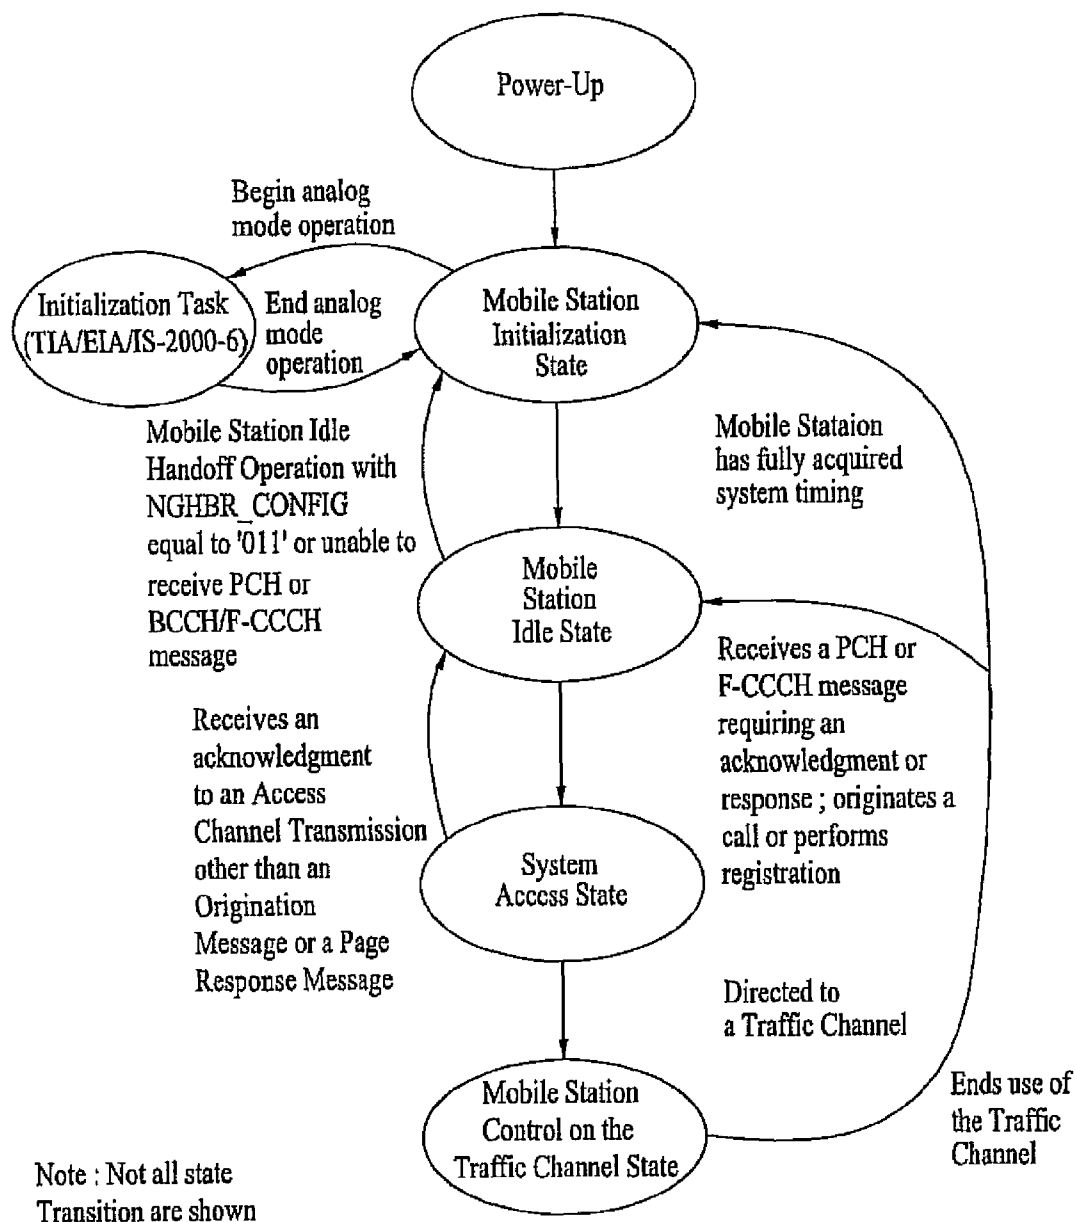 Power-Up
Begin analog
mode operation
Initialization Task
(TIA/EIA/IS-2000-6)
End analog
mode
operation
Mobile Station
Initialization
State
Mobile Station Idle
Handoff Operation with
NGHBR_CONFIG
equal to '011' or unable to
receive PCH or
BCCH/F-CCCH
message
Mobile Stataion
has fully acquired
system timing
Mobile
Station
Idle State
Receives an
acknowledgment
to an Access
Channel Transmission
other than an
Origination
Message or a Page
Response Message
Receives a PCH or
F-CCCH message
requiring an
acknowledgment or
response ; originates a
call or performs
registration
System
Access State
Directed to
a Traffic Channel
Mobile Station
Control on the
Traffic Channel State
Ends use of
the Traffic
Channel
Note : Not all state
Transition are shown